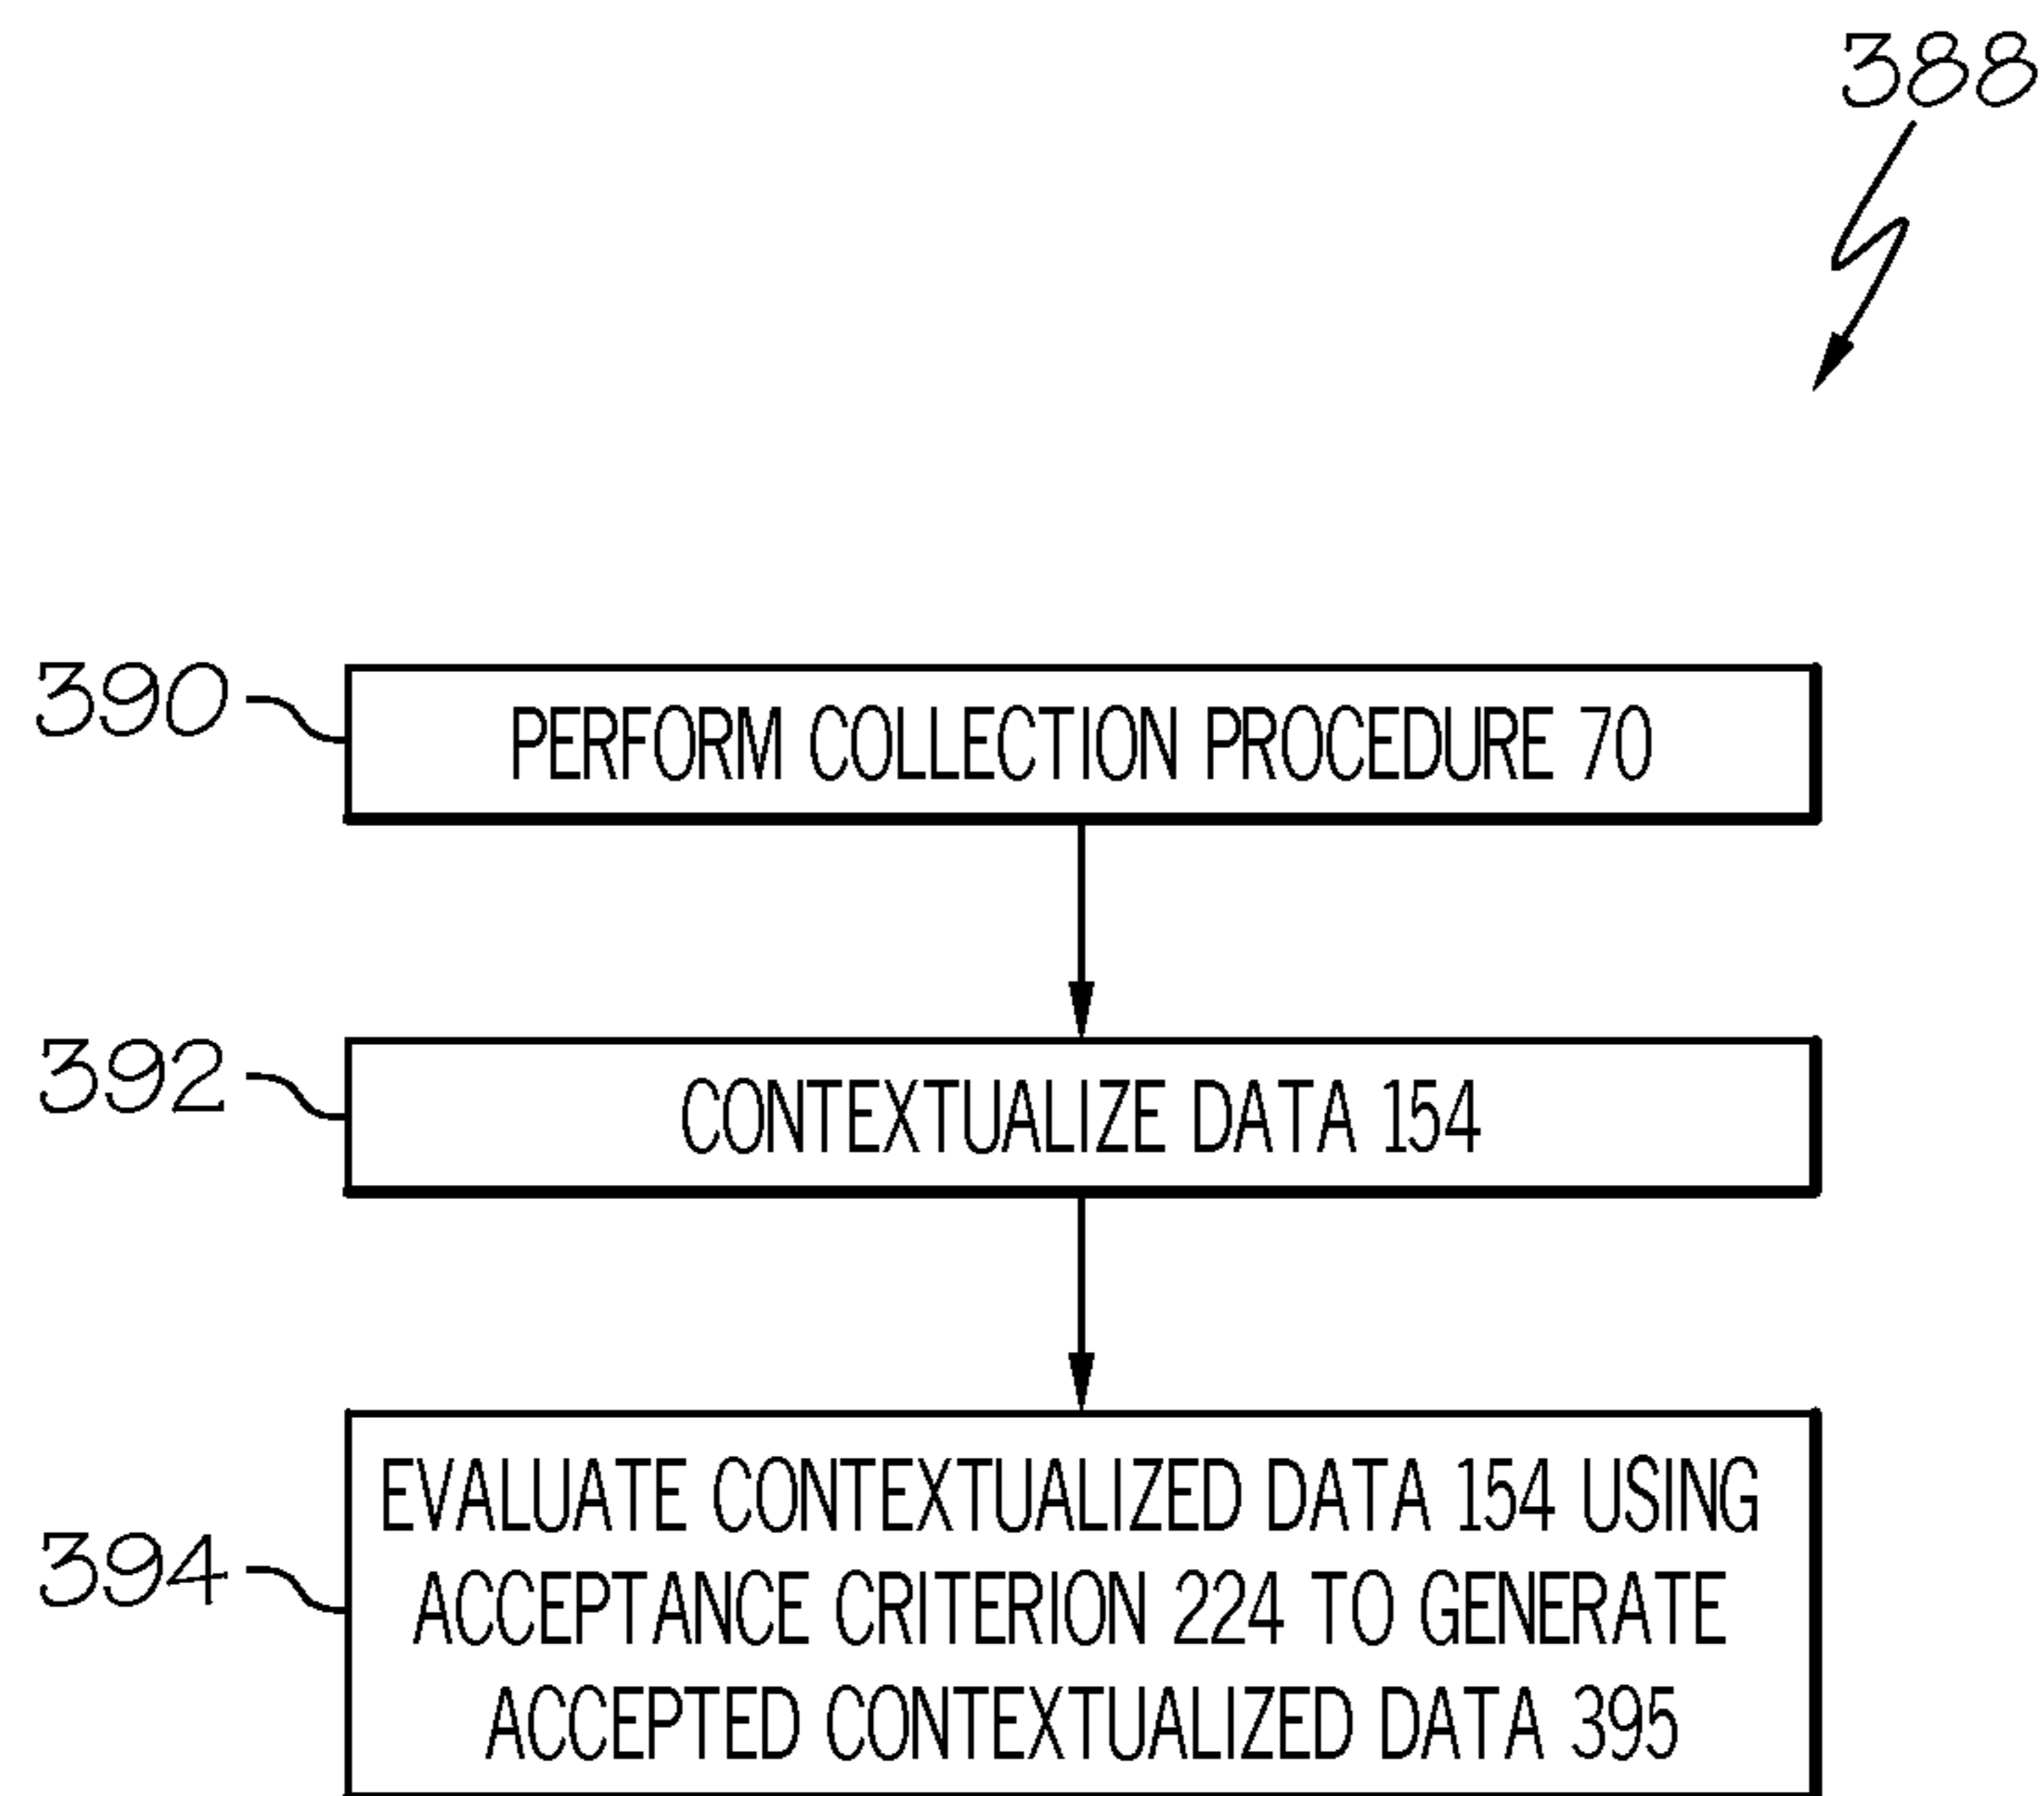 388
390
PERFORM COLLECTION PROCEDURE 70
392
CONTEXTUALIZE DATA 154
394
EVALUATE CONTEXTUALIZED DATA 154 USING
ACCEPTANCE CRITERION 224 TO GENERATE
ACCEPTED CONTEXTUALIZED DATA 395